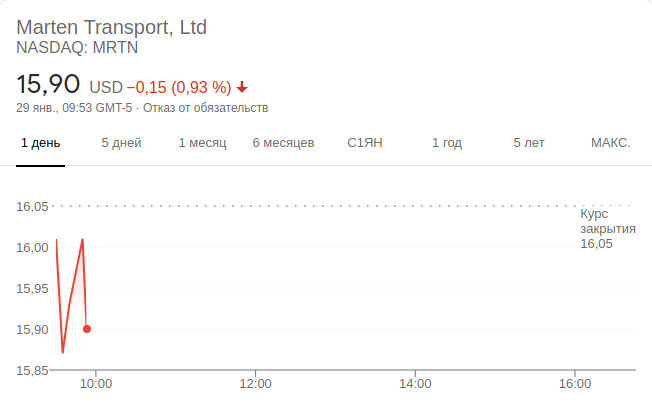 Marten Transport, Ltd
NASDAQ: MRTN
15,90 USD −0,15 (0,93 %)
29 янв., 09:53 GMT-5 · Отказ от обязательств
1 день 5 дней 1 месяц 6 месяцев С1ЯН 1 год 5 лет МАКС.
16,05
Курс
закрытия
16,05
16,00
15,95
15,90
15,85
10:00 12:00 14:00 16:00